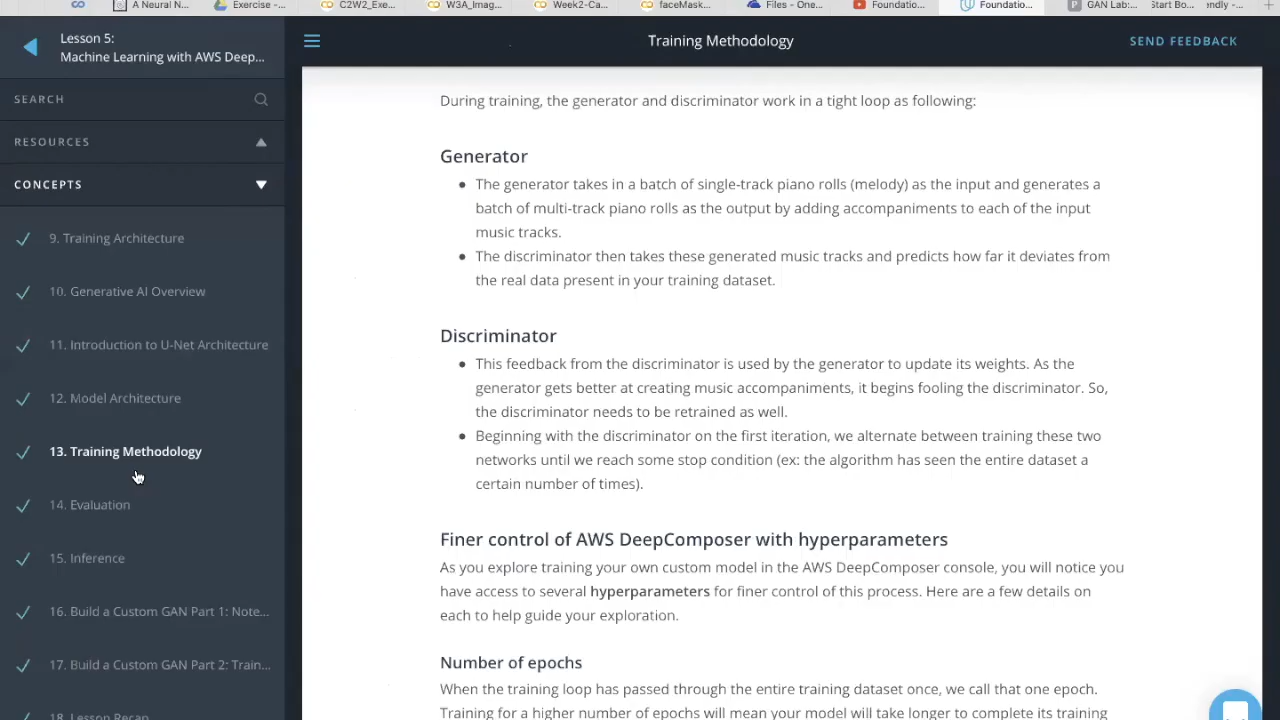 A Neural N...
Exercise -...
C2W2_Exe...
W3A_Imag...
Week2-Ca...
faceMask...
Files - One...
Foundatio...
Foundatio...
GAN Lab:...
Start Bo...
ndly -...
Lesson 5:
Machine Learning with AWS Deep...
Training Methodology
SEND FEEDBACK
SEARCH
RESOURCES
CONCEPTS
9. Training Architecture
10. Generative AI Overview
11. Introduction to U-Net Architecture
12. Model Architecture
13. Training Methodology
14. Evaluation
15. Inference
16. Build a Custom GAN Part 1: Note...
17. Build a Custom GAN Part 2: Train...
18. Lesson Recap
During training, the generator and discriminator work in a tight loop as following:
Generator
● The generator takes in a batch of single-track piano rolls (melody) as the input and generates a
batch of multi-track piano rolls as the output by adding accompaniments to each of the input
music tracks.
● The discriminator then takes these generated music tracks and predicts how far it deviates from
the real data present in your training dataset.
Discriminator
● This feedback from the discriminator is used by the generator to update its weights. As the
generator gets better at creating music accompaniments, it begins fooling the discriminator. So,
the discriminator needs to be retrained as well.
● Beginning with the discriminator on the first iteration, we alternate between training these two
networks until we reach some stop condition (ex: the algorithm has seen the entire dataset a
certain number of times).
Finer control of AWS DeepComposer with hyperparameters
As you explore training your own custom model in the AWS DeepComposer console, you will notice you
have access to several hyperparameters for finer control of this process. Here are a few details on
each to help guide your exploration.
Number of epochs
When the training loop has passed through the entire training dataset once, we call that one epoch.
Training for a higher number of epochs will mean your model will take longer to complete its training